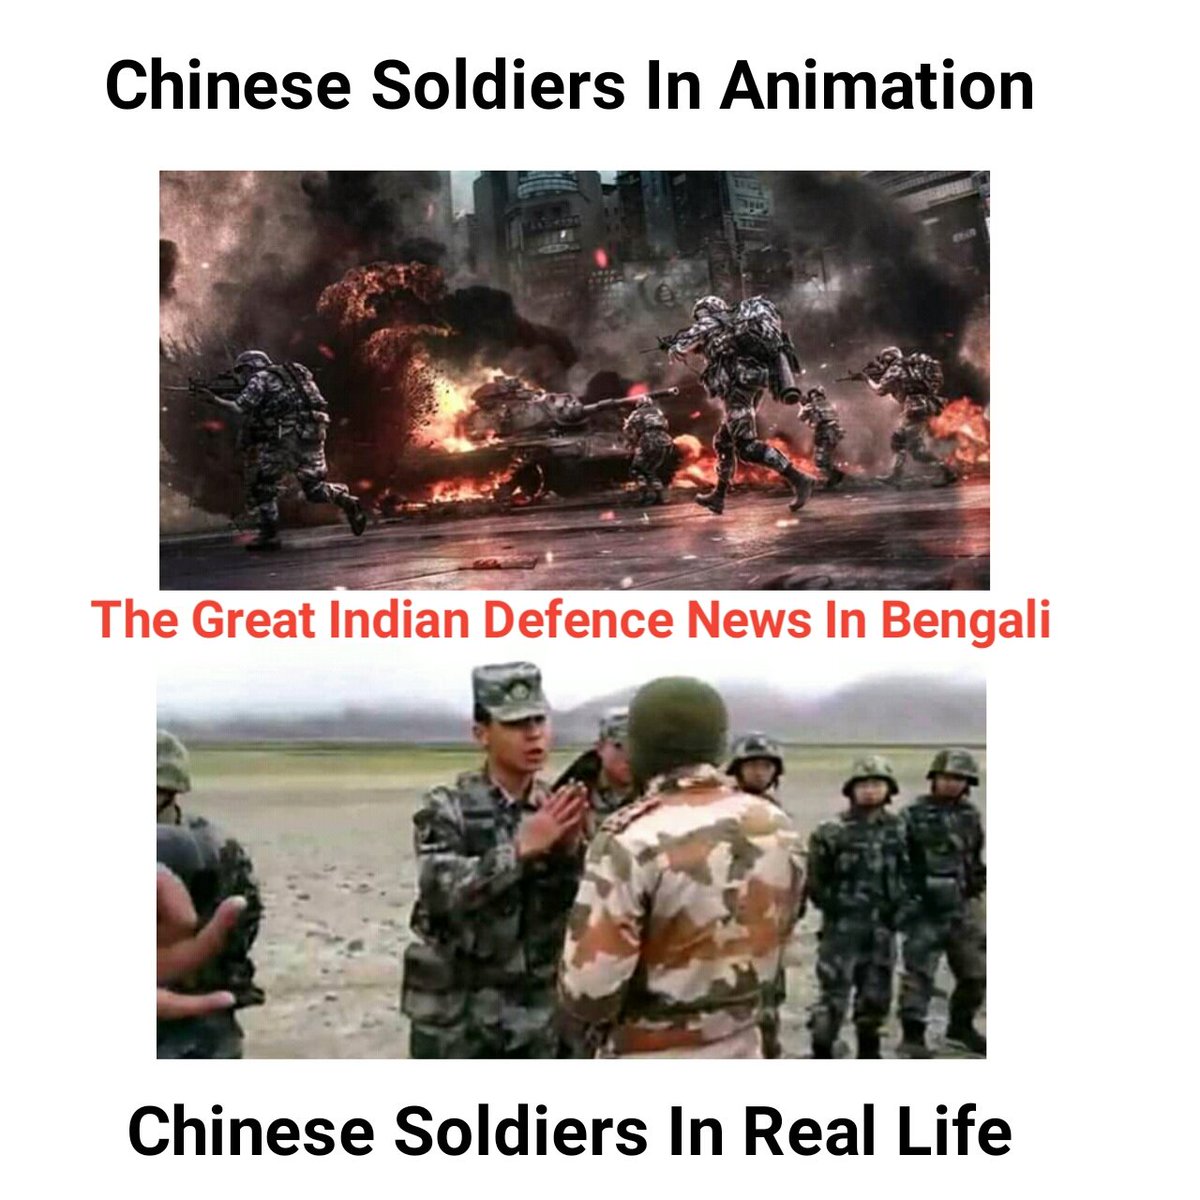 Chinese Soldiers In Animation
The Great Indian Defence News In Bengali
Chinese Soldiers In Real Life